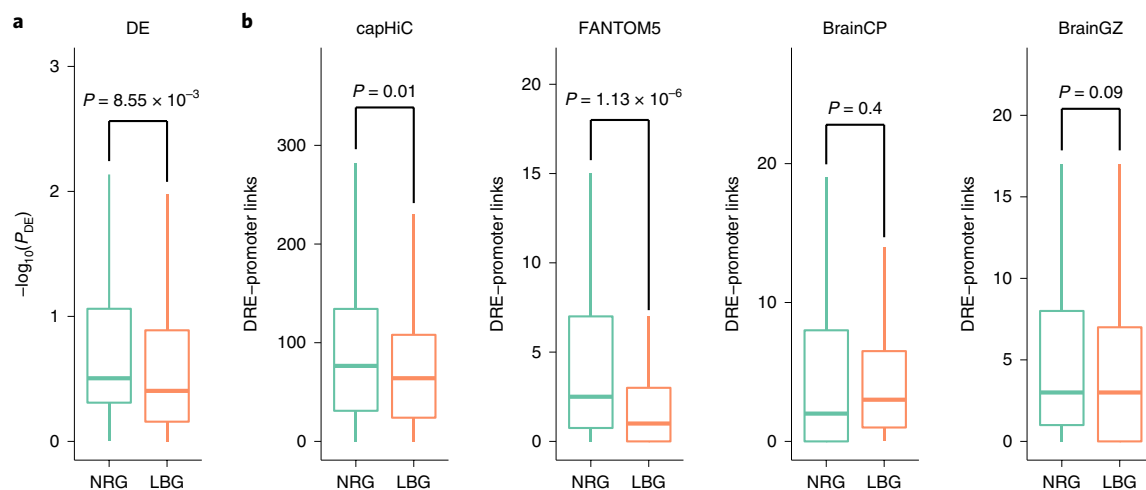 a
DE
−log10(PDE)
3
2
1
0
P = 8.55 × 10−3
NRG LBG
b
capHiC
DRE−promoter links
300
200
100
0
P = 0.01
NRG LBG
FANTOM5
DRE−promoter links
20
15
10
5
0
P = 1.13 × 10−6
NRG LBG
BrainCP
DRE−promoter links
20
10
0
P = 0.4
NRG LBG
BrainGZ
DRE−promoter links
20
15
10
5
0
P = 0.09
NRG LBG